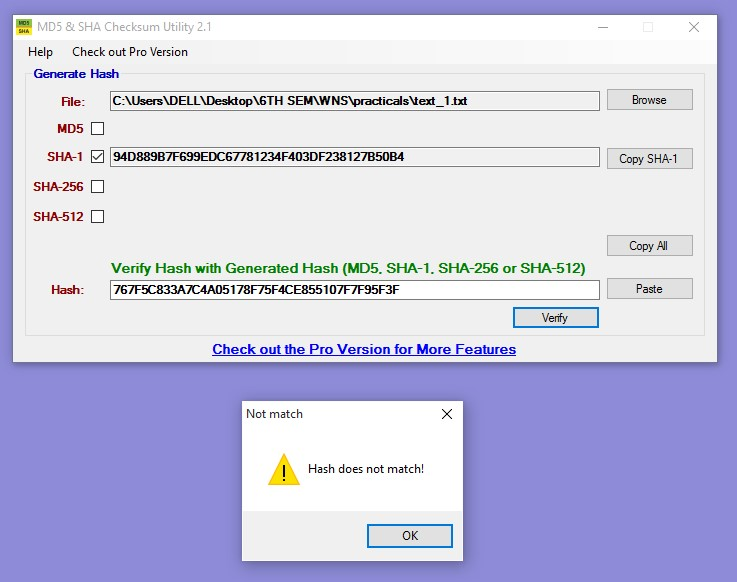 MD5 SHA MD5 & SHA Checksum Utility 2.1
Help Check out Pro Version
Generate Hash
File: C:\Users\DELL\Desktop\6TH SEM\WNS\practicals\text_1.txt Browse
MD5
SHA-1 94D889B7F699EDC67781234F403DF238127B50B4 Copy SHA-1
SHA-256
SHA-512
Copy All
Verify Hash with Generated Hash (MD5, SHA-1, SHA-256 or SHA-512)
Hash: 767F5C833A7C4A05178F75F4CE855107F7F95F3F Paste
Verify
Check out the Pro Version for More Features
Not match
Hash does not match!
OK